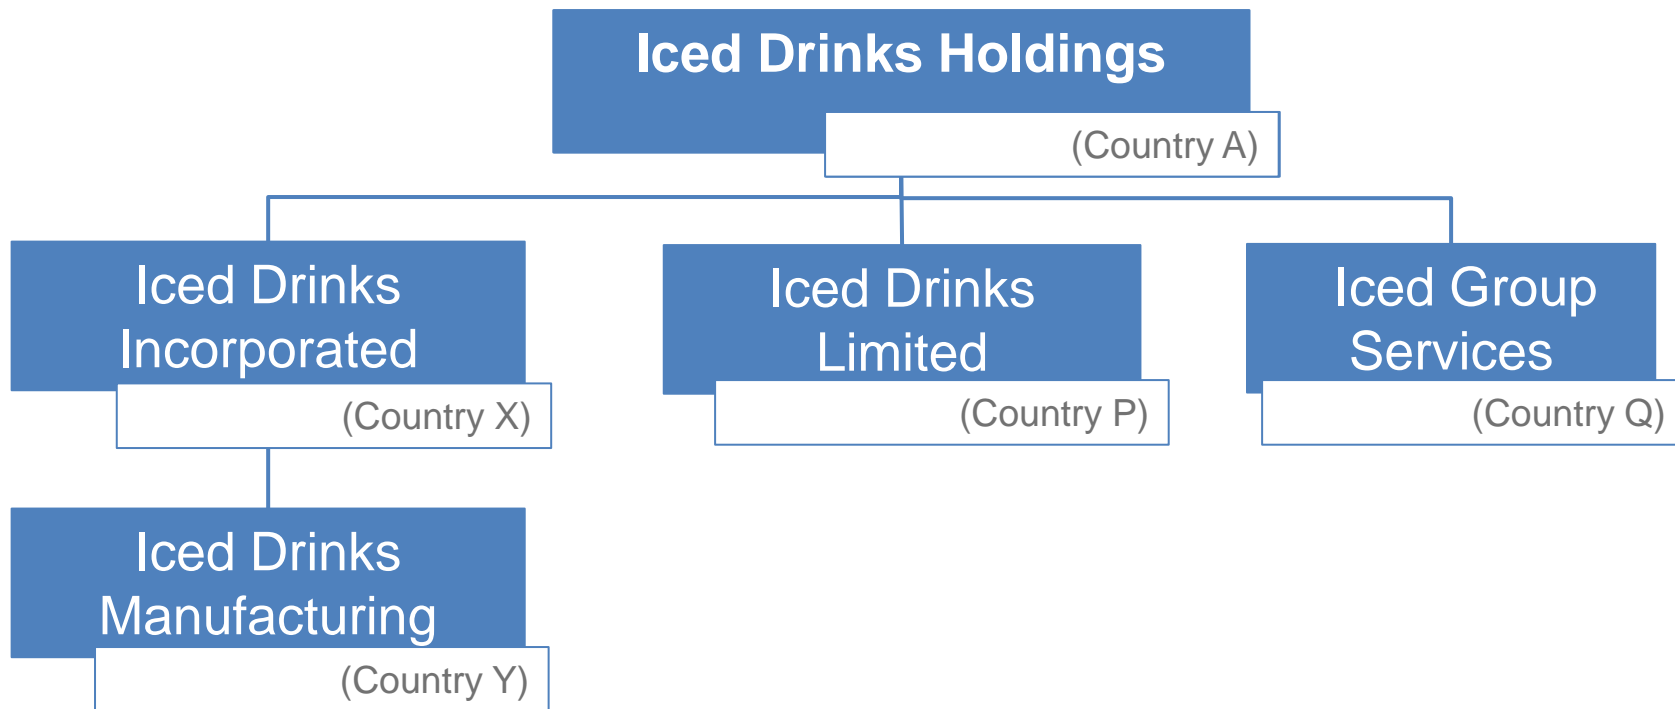 Iced Drinks Holdings
(Country A)
Iced Drinks
Incorporated
(Country X)
Iced Drinks
Limited
(Country P)
Iced Group
Services
(Country Q)
Iced Drinks
Manufacturing
(Country Y)